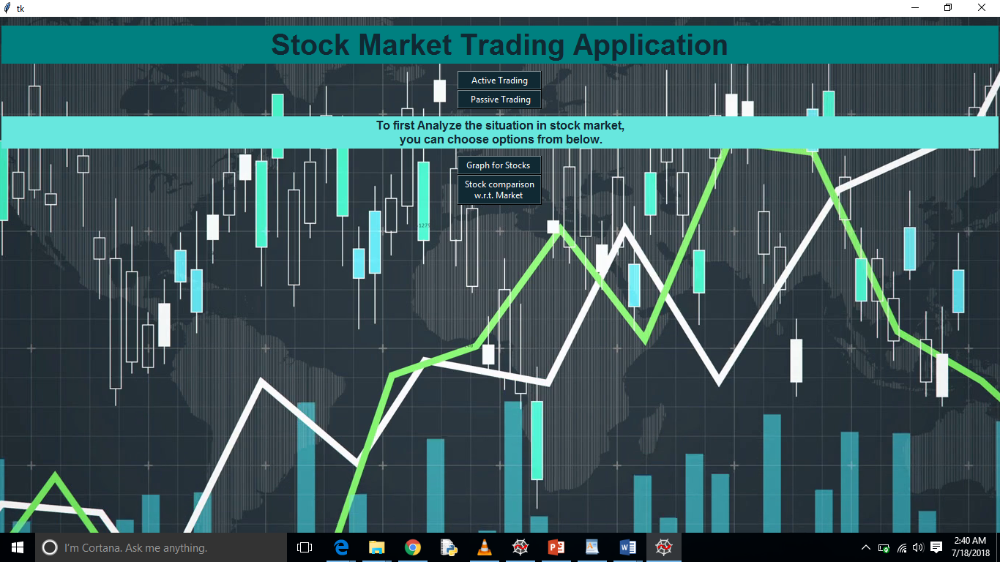 tk
Stock Market Trading Application
Active Trading
Passive Trading
To first Analyze the situation in stock market,
you can choose options from below.
Graph for Stocks
Stock comparison
w.r.t. Market
1279
I'm Cortana. Ask me anything.
2:40 AM
7/18/2018